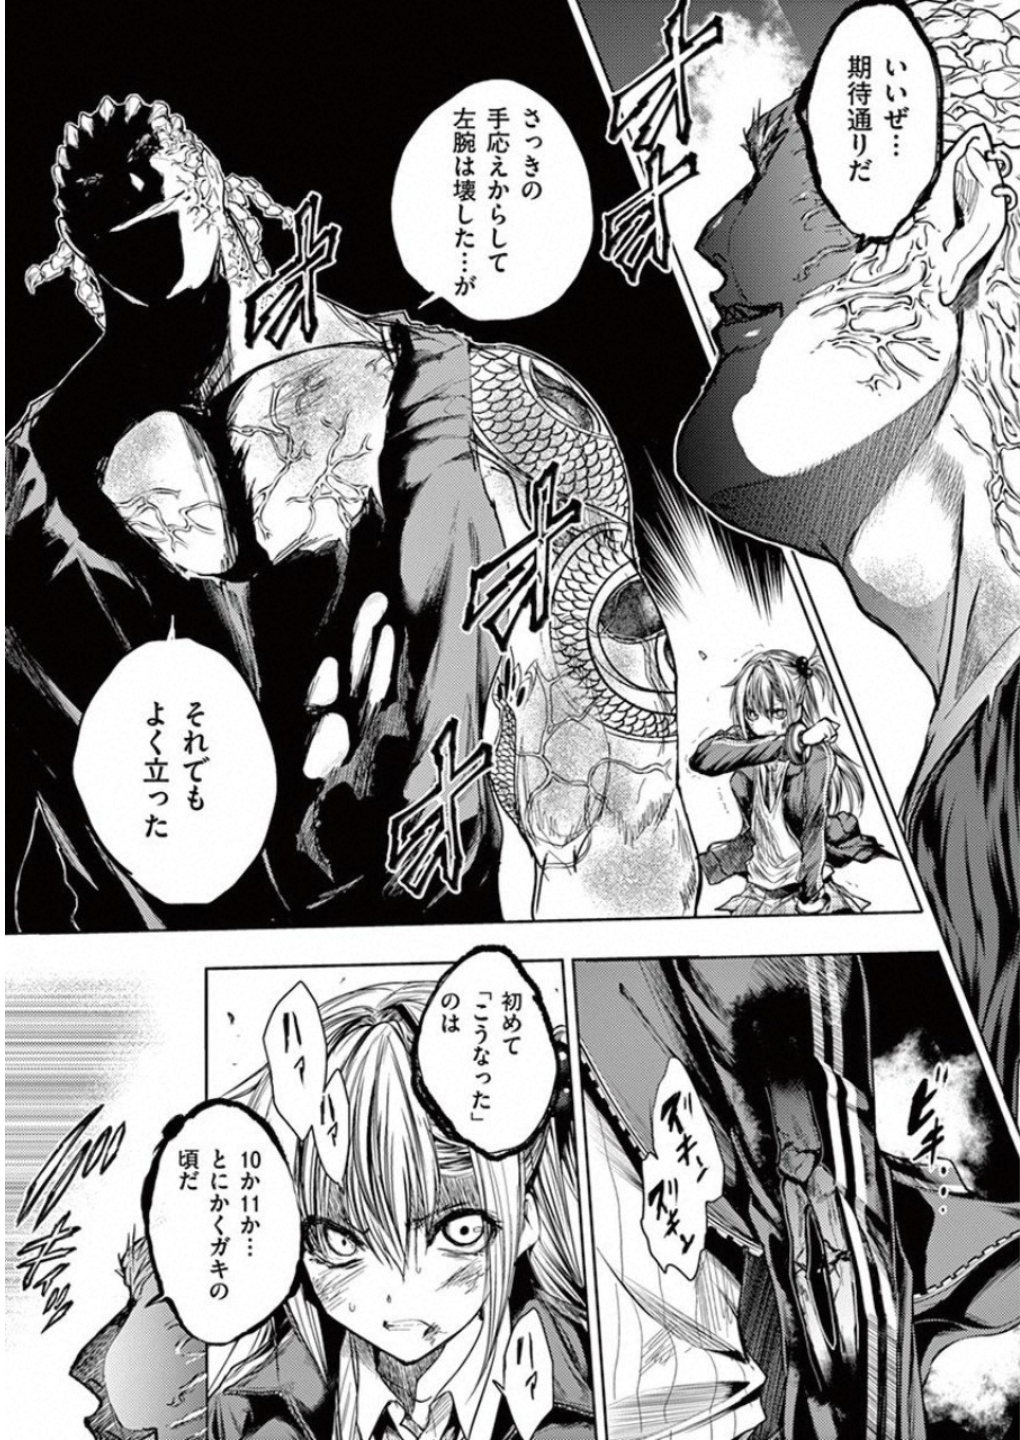 いいぜ…
期待通りだ
オ
オ
さっきの
手応えからして
左腕は壊した…が
オ
オ
オ
それでも
よく立った
ビキ…
ズキンー
ズキン
初めて
「こうなった」
のは
ハァ
ハァ
10か11か…
とにかくガキの
頃だ
ハァ